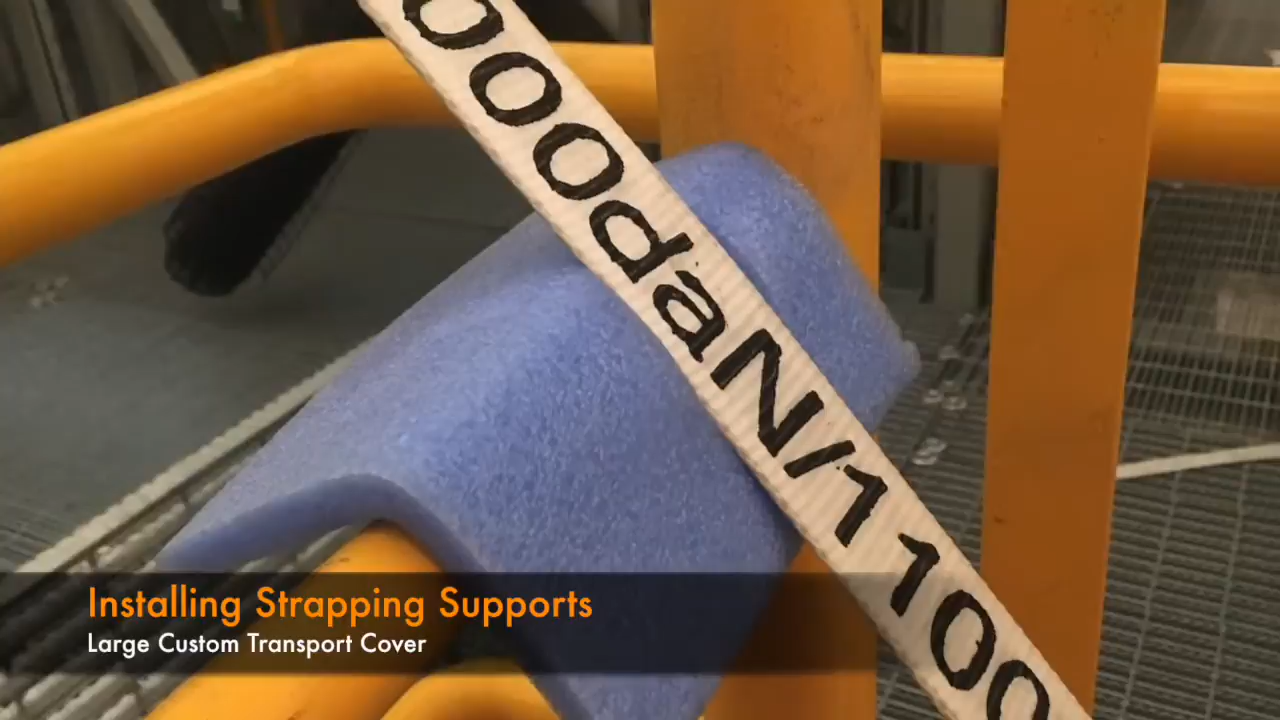 000daN/1100
Installing Strapping Supports
Large Custom Transport Cover